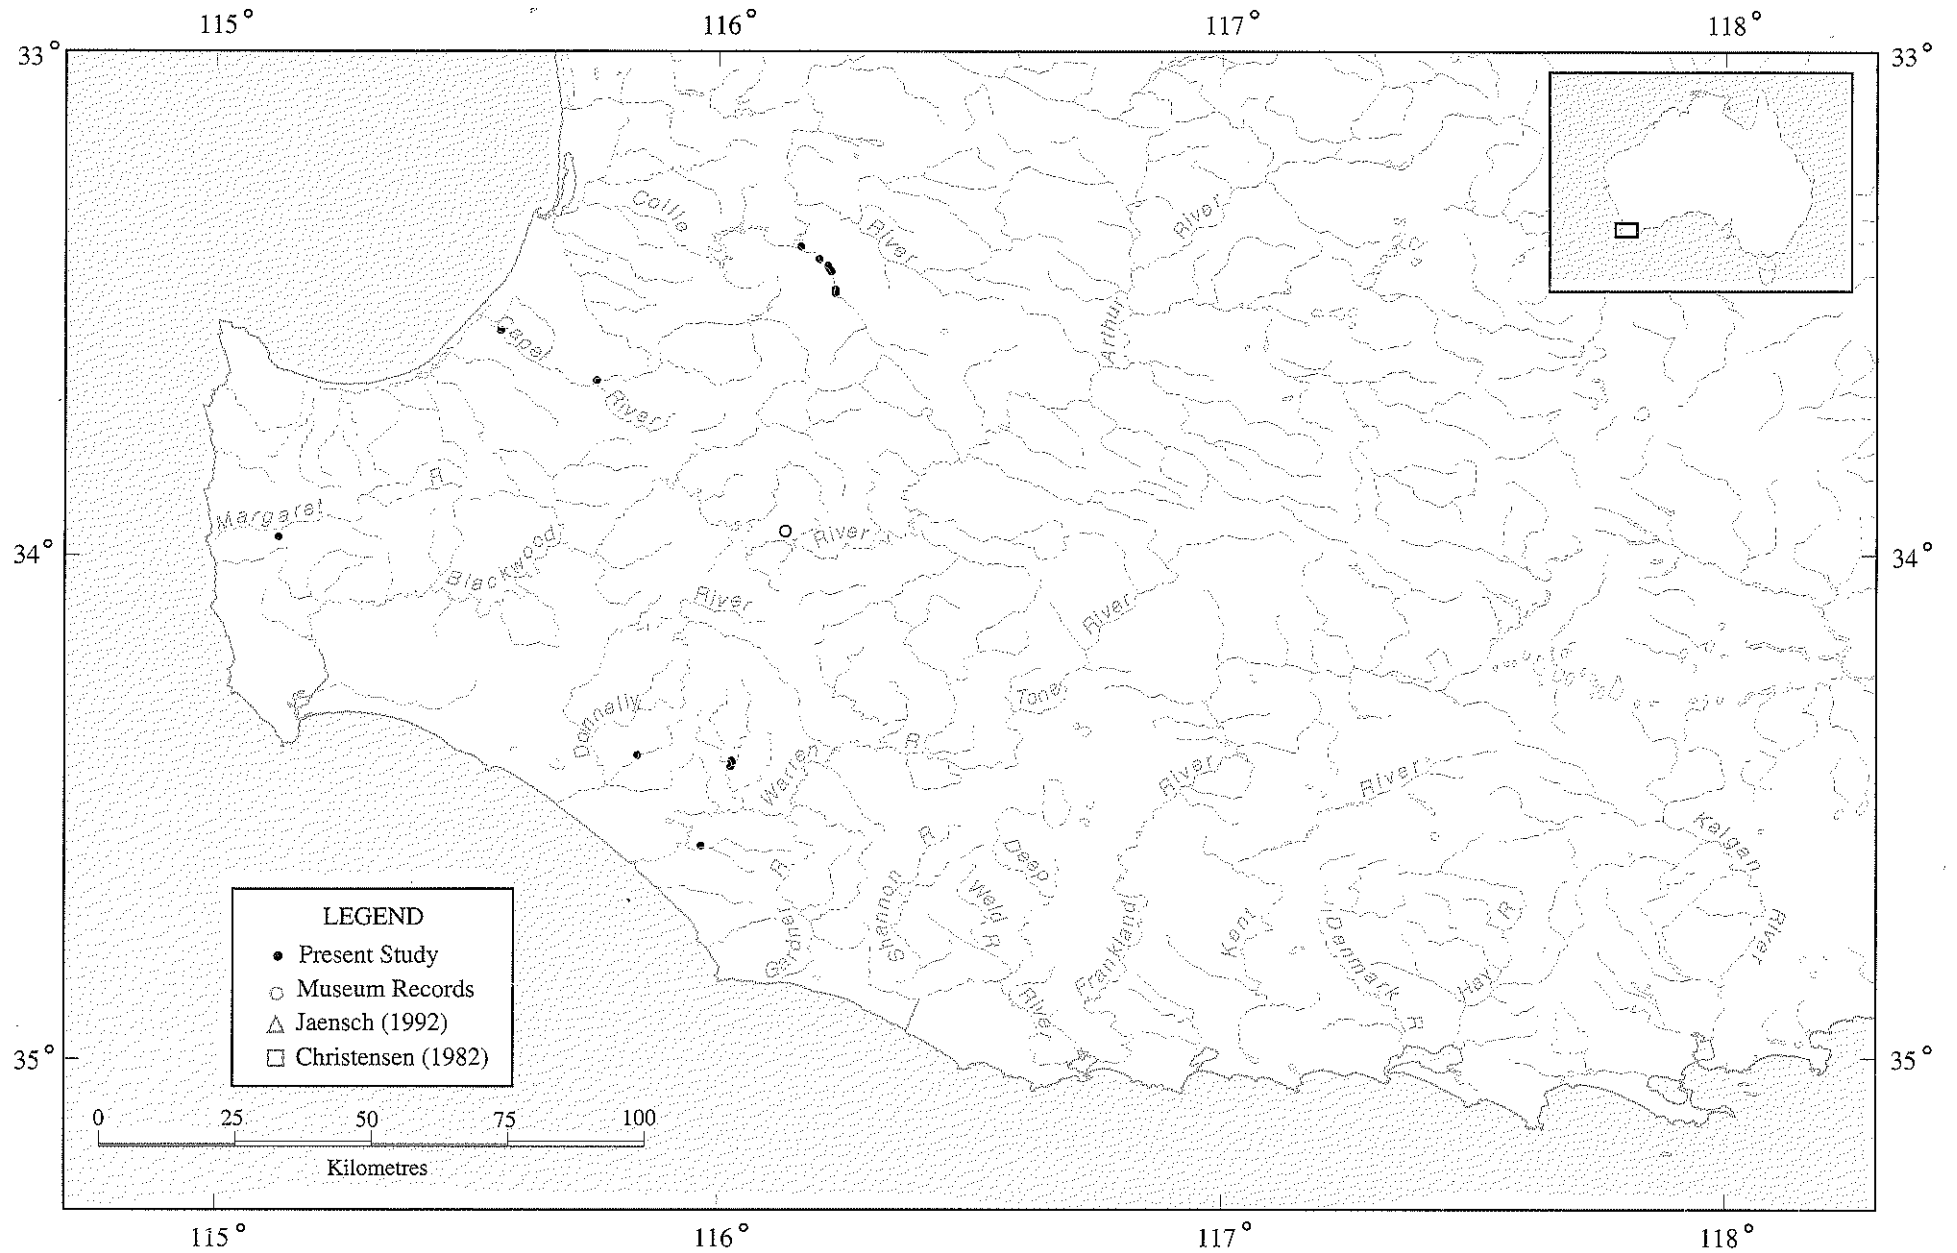 115° 116° 117° 118°
33° 33°
Collie River
River
Arthur
Capel
River
R
Margaret
River
34° 34°
Blackwood
River
River
Tone
Donnelly
R
Warren
River
River
Kalgan
R
Deep
R
Weld
R
Shannon
River
Gardner
Frankland
Kent
R
Denmark
Hay
River
R
LEGEND
Present Study
Museum Records
Jaensch (1992)
Christensen (1982)
35° 35°
0 25 50 75 100
Kilometres
115° 116° 117° 118°